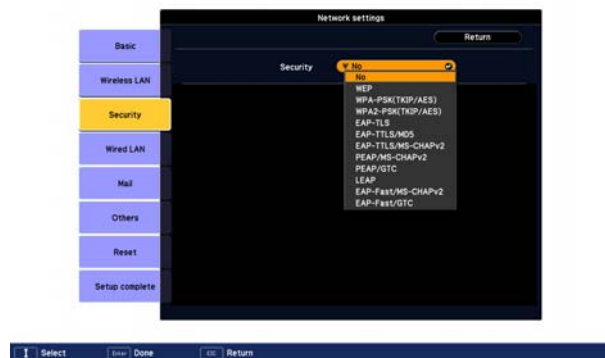 Network settings
Return
Basic
Wireless LAN
Security
Wired LAN
Mail
Others
Reset
Setup complete
Security
No
No
WEP
WPA-PSK(TKIP/AES)
WPA2-PSK(TKIP/AES)
EAP-TLS
EAP-TTLS/MD5
EAP-TTLS/MS-CHAPv2
PEAP/MS-CHAPv2
PEAP/GTC
LEAP
EAP-Fast/MS-CHAPv2
EAP-Fast/GTC
Select Enter Done ESC Return